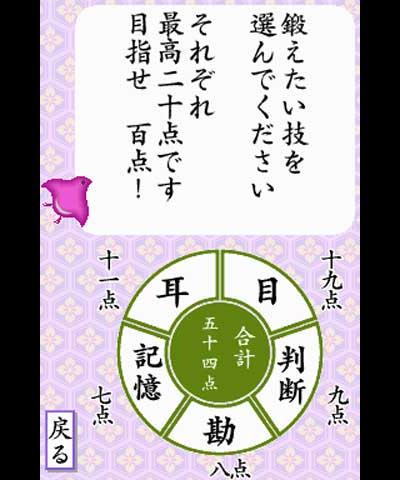 鍛えたい技を
選んでください
それぞれ
最高二十点です
目指せ　百点！
十九点
目
判断
九点
勘
八点
記憶
七点
耳
十一点
合計
五十四点
戻る